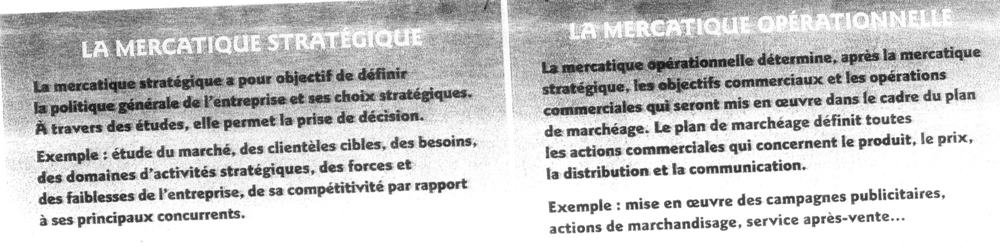 LA MERCATIQUE STRATÉGIQUE
La mercatique stratégique a pour objectif de définir
la politique générale de l'entreprise et ses choix stratégiques.
À travers des études, elle permet la prise de décision.
Exemple : étude du marché, des clientèles cibles, des besoins,
des domaines d'activités stratégiques, des forces et
des faiblesses de l'entreprise, de sa compétitivité par rapport
à ses principaux concurrents.
LA MERCATIQUE OPÉRATIONNELLE
La mercatique opérationnelle détermine, après la mercatique
stratégique, les objectifs commerciaux et les opérations
commerciales qui seront mis en œuvre dans le cadre du plan
de marchéage. Le plan de marchéage définit toutes
les actions commerciales qui concernent le produit, le prix,
la distribution et la communication.
Exemple : mise en œuvre des campagnes publicitaires,
actions de marchandisage, service après-vente...